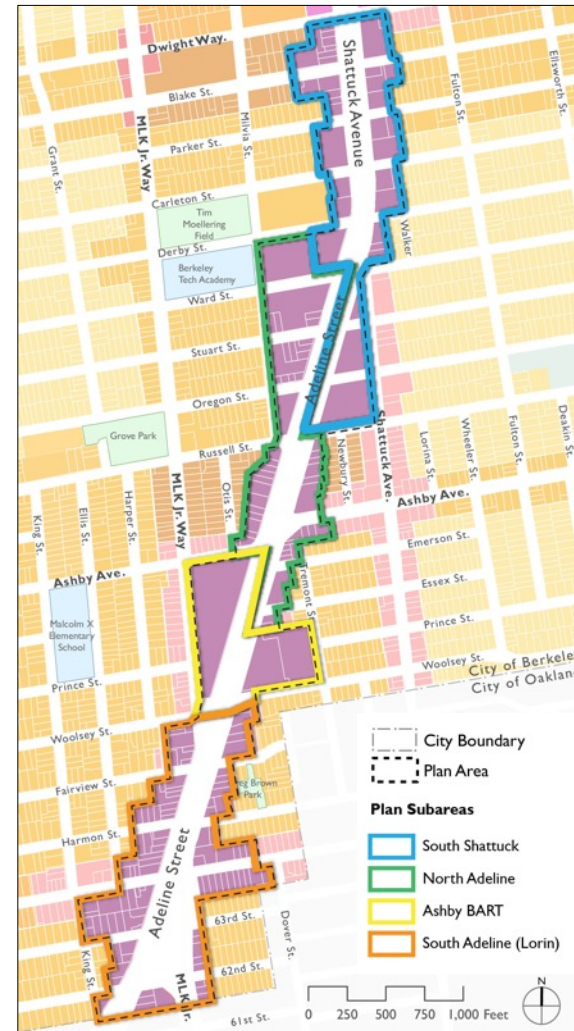 Dwight Way.
Blake St.
Parker St.
Carleton St.
Tim
Moellering
Field
Derby St.
Berkeley
Tech Academy
Ward St.
Stuart St.
Oregon St.
Grove Park
Russell St.
Grant St.
MLK Jr. Way
Milvia St.
Shattuck Avenue
Fulton St.
Ellsworth St.
Walker
Adeline Street
King St.
Ellis St.
Harper St.
MLK Jr. Way
Otis St.
Newbury St.
Shattuck Ave.
Lorina St.
Wheeler St.
Fulton St.
Deakin St.
Ashby Ave.
Ashby Ave.
Emerson St.
Essex St.
Tremont St.
Prince St.
Woolsey St.
Malcolm X
Elementary
School
Prince St.
Woolsey St.
City of Berkeley
City of Oakland
Fairview St.
Greg Brown
Park
Harmon St.
Adeline Street
63rd St.
62nd St.
61st St.
Dover St.
King St.
MLK Jr.
City Boundary
Plan Area
Plan Subareas
South Shattuck
North Adeline
Ashby BART
South Adeline (Lorin)
0 250 500 750 1,000 Feet
N